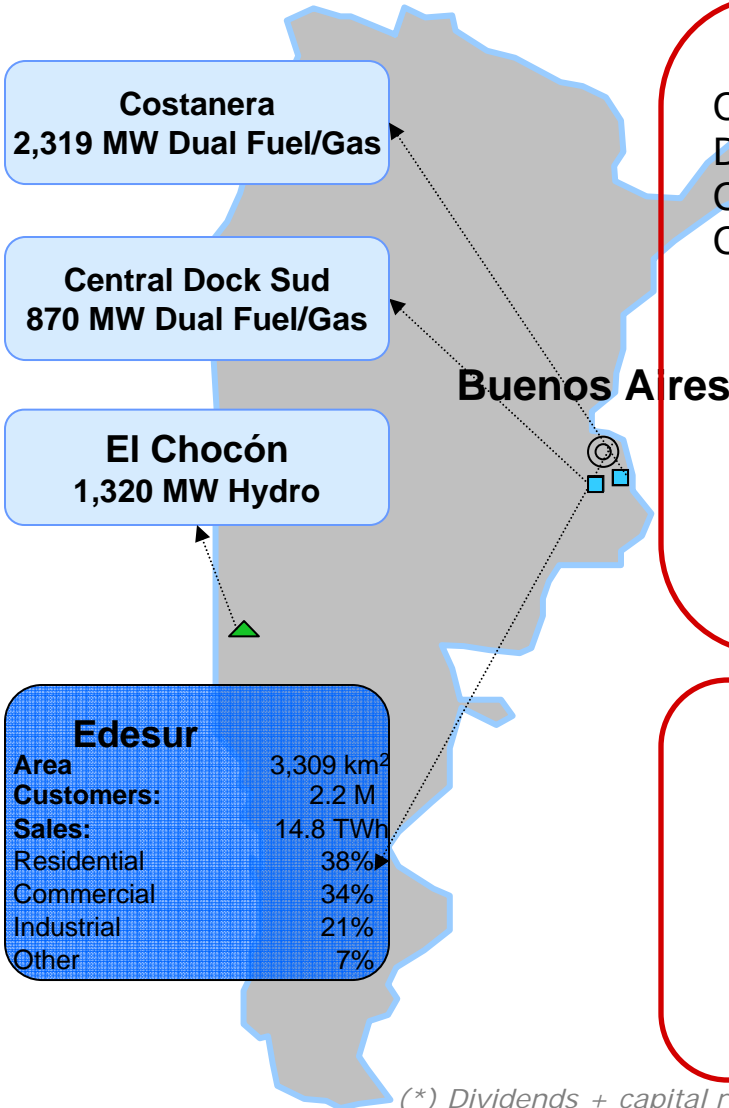 Costanera
2,319 MW Dual Fuel/Gas
Central Dock Sud
870 MW Dual Fuel/Gas
Buenos Aires
El Chocón
1,320 MW Hydro
Edesur
Area 3,309 km²
Customers: 2.2 M
Sales: 14.8 TWh
Residential 38%
Commercial 34%
Industrial 21%
Other 7%
(*) Dividends + capital